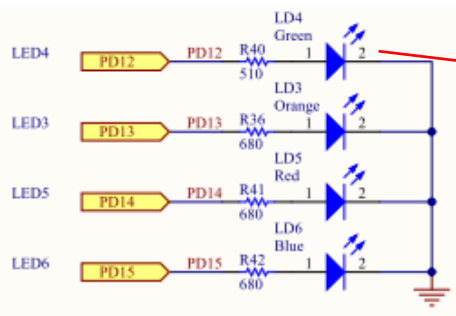 LD4
Green
LED4 PD12 PD12 R40 510 1 2
LD3
Orange
LED3 PD13 PD13 R36 680 1 2
LD5
Red
LED5 PD14 PD14 R41 680 1 2
LD6
Blue
LED6 PD15 PD15 R42 680 1 2